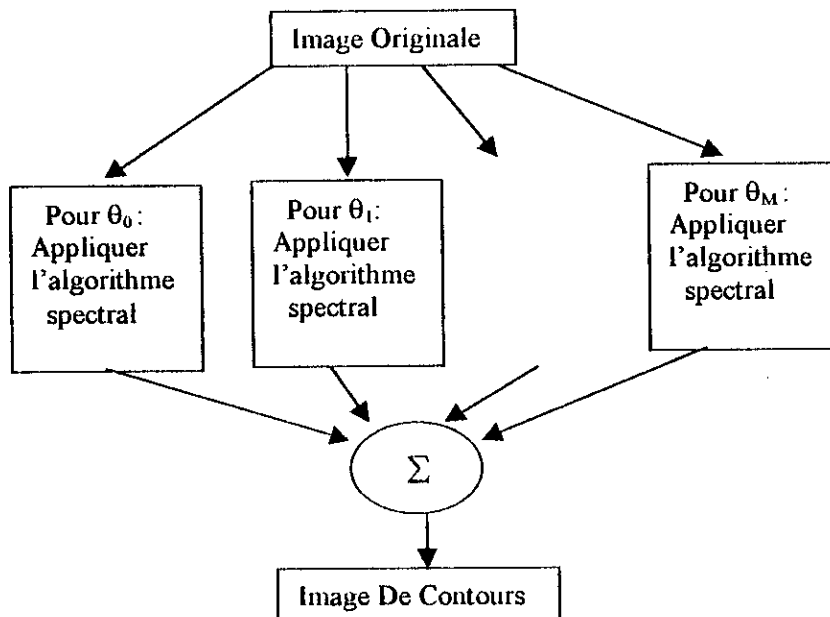 Image Originale
Pour θ₀ :
Appliquer
l'algorithme
spectral
Pour θ₁ :
Appliquer
l'algorithme
spectral
Pour θM :
Appliquer
l'algorithme
spectral
Σ
Image De Contours